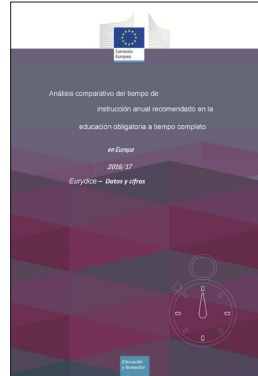 Comisión
Europea
Análisis comparativo del tiempo de
instrucción anual recomendado en la
educación obligatoria a tiempo completo
en Europa
2016/17
Eurydice – Datos y cifras
Educación
y formación